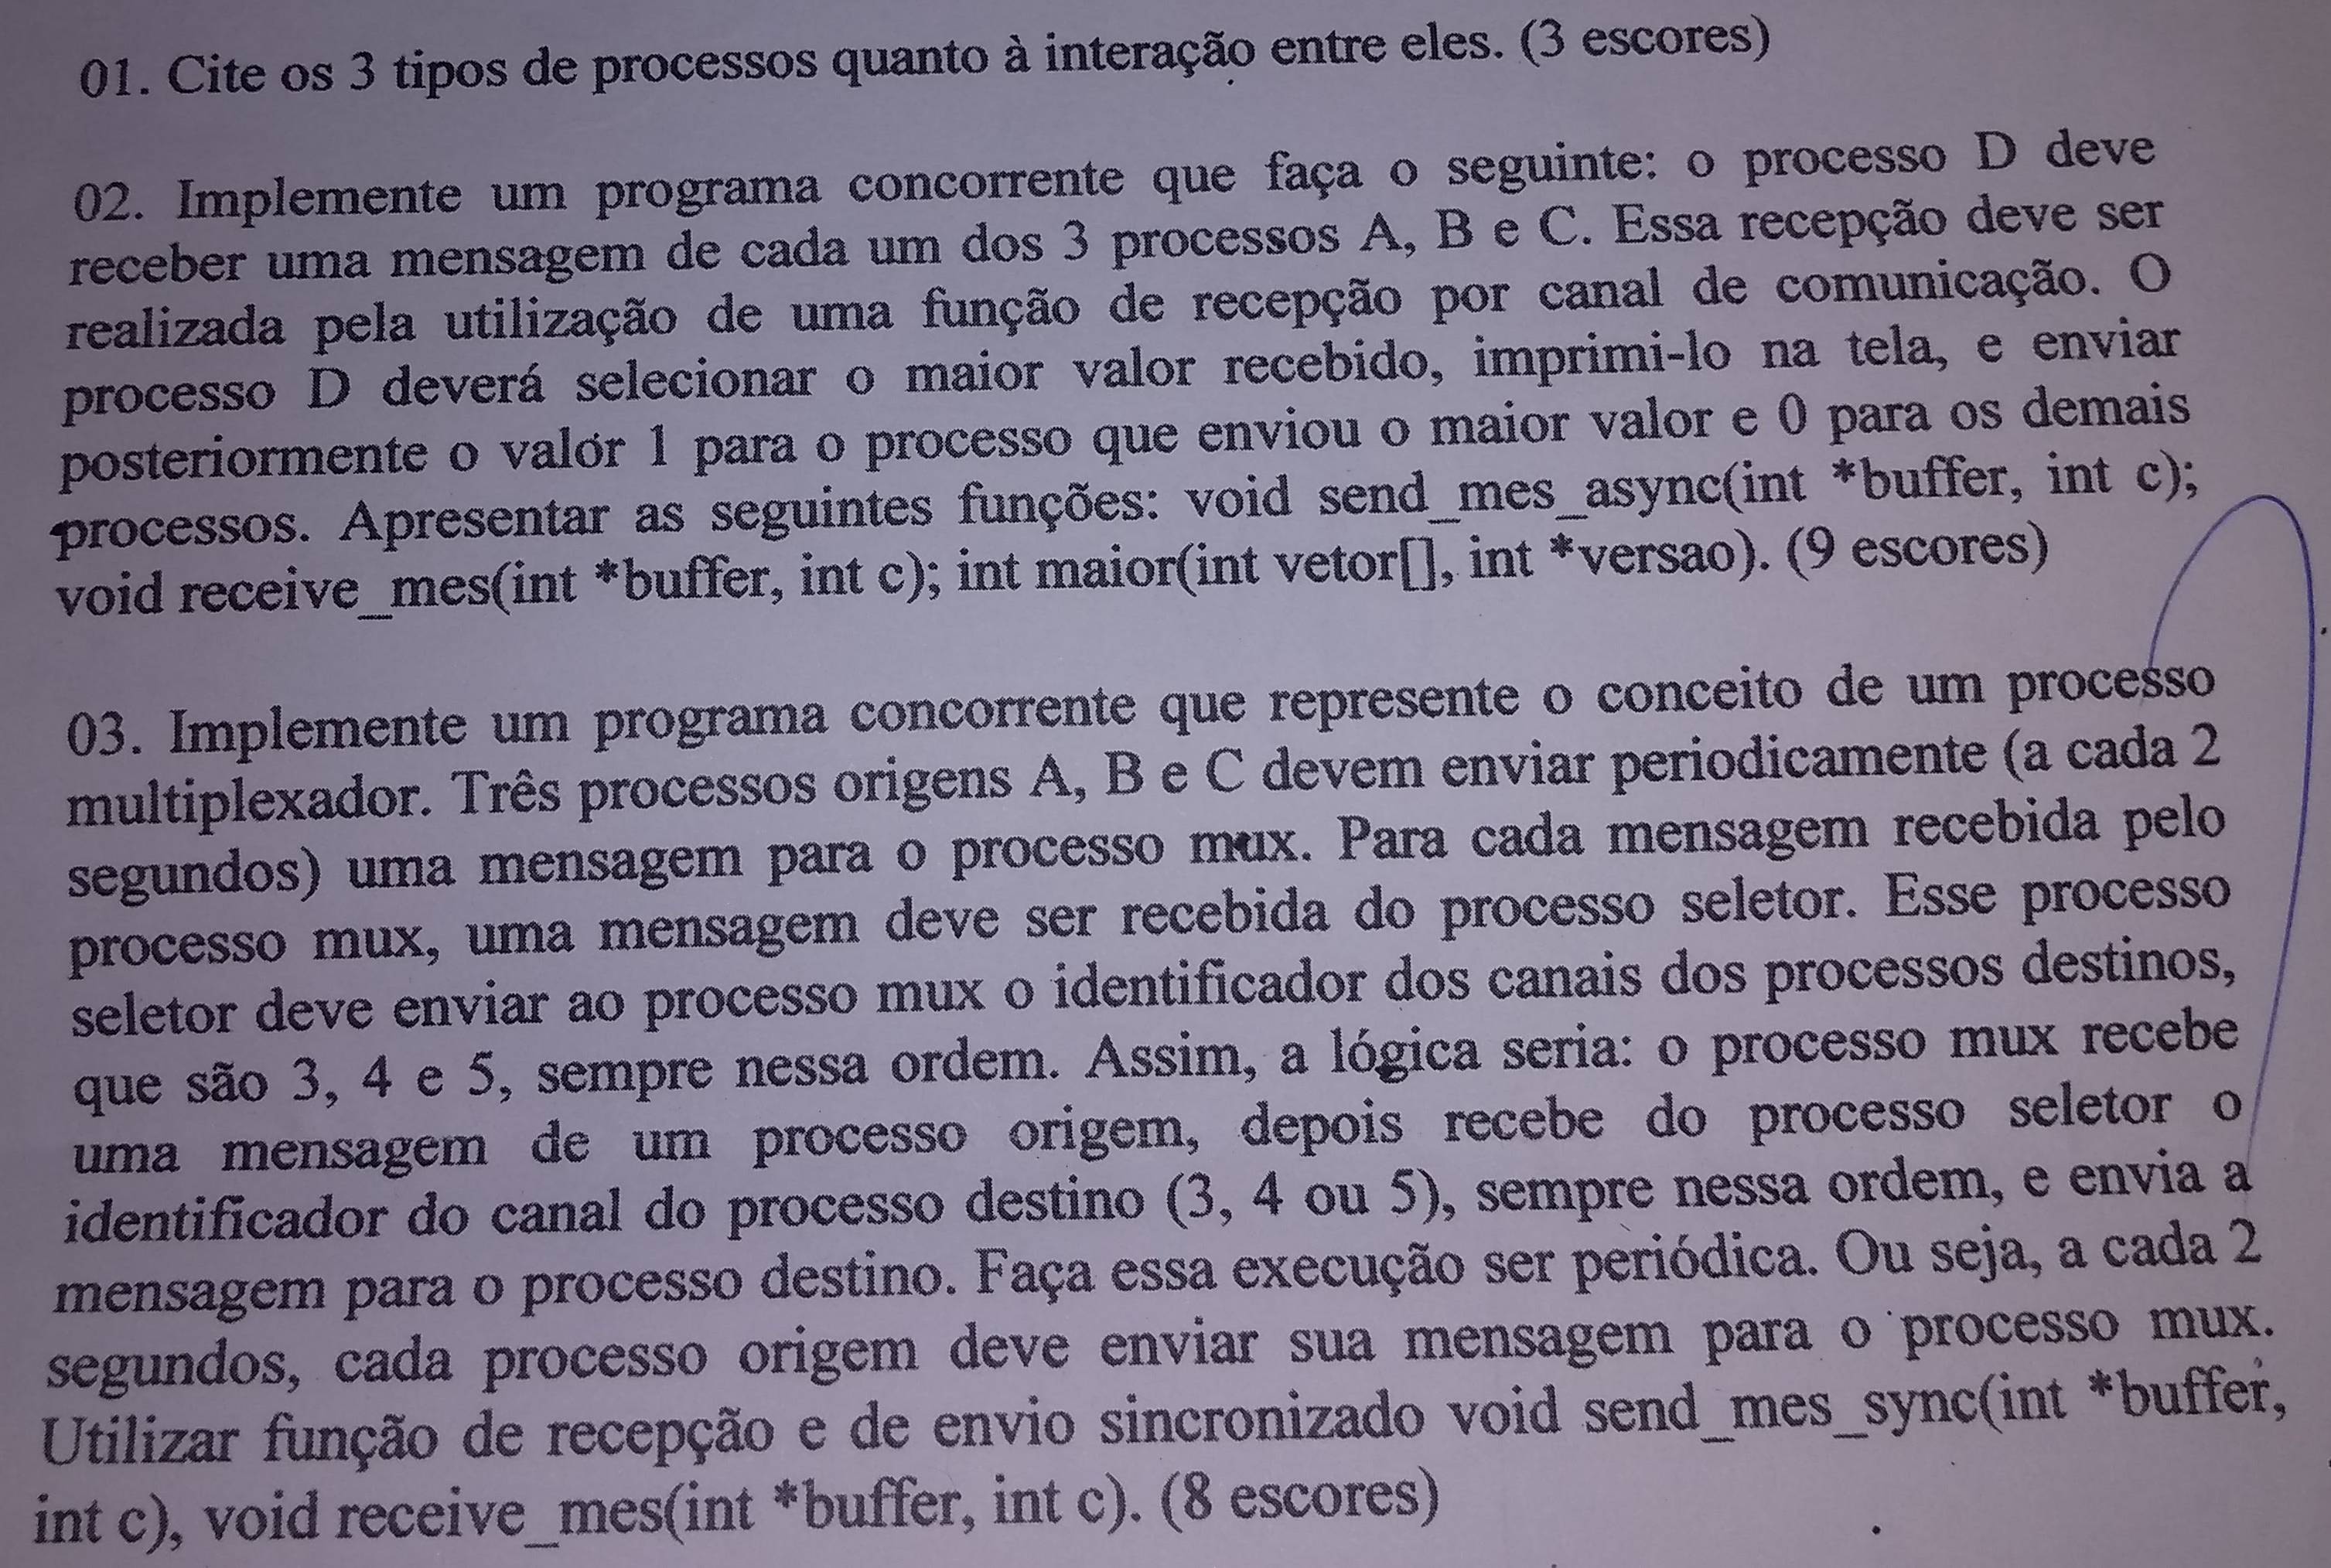 01. Cite os 3 tipos de processos quanto à interação entre eles. (3 escores)
02. Implemente um programa concorrente que faça o seguinte: o processo D deve
receber uma mensagem de cada um dos 3 processos A, B e C. Essa recepção deve ser
realizada pela utilização de uma função de recepção por canal de comunicação. O
processo D deverá selecionar o maior valor recebido, imprimi-lo na tela, e enviar
posteriormente o valor 1 para o processo que enviou o maior valor e 0 para os demais
processos. Apresentar as seguintes funções: void send_mes_async(int *buffer, int c);
void receive_mes(int *buffer, int c); int maior(int vetor[], int *versao). (9 escores)
03. Implemente um programa concorrente que represente o conceito de um processo
multiplexador. Três processos origens A, B e C devem enviar periodicamente (a cada 2
segundos) uma mensagem para o processo mux. Para cada mensagem recebida pelo
processo mux, uma mensagem deve ser recebida do processo seletor. Esse processo
seletor deve enviar ao processo mux o identificador dos canais dos processos destinos,
que são 3, 4 e 5, sempre nessa ordem. Assim, a lógica seria: o processo mux recebe
uma mensagem de um processo origem, depois recebe do processo seletor o
identificador do canal do processo destino (3, 4 ou 5), sempre nessa ordem, e envia a
mensagem para o processo destino. Faça essa execução ser periódica. Ou seja, a cada 2
segundos, cada processo origem deve enviar sua mensagem para o processo mux.
Utilizar função de recepção e de envio sincronizado void send_mes_sync(int *buffer,
int c), void receive_mes(int *buffer, int c). (8 escores)